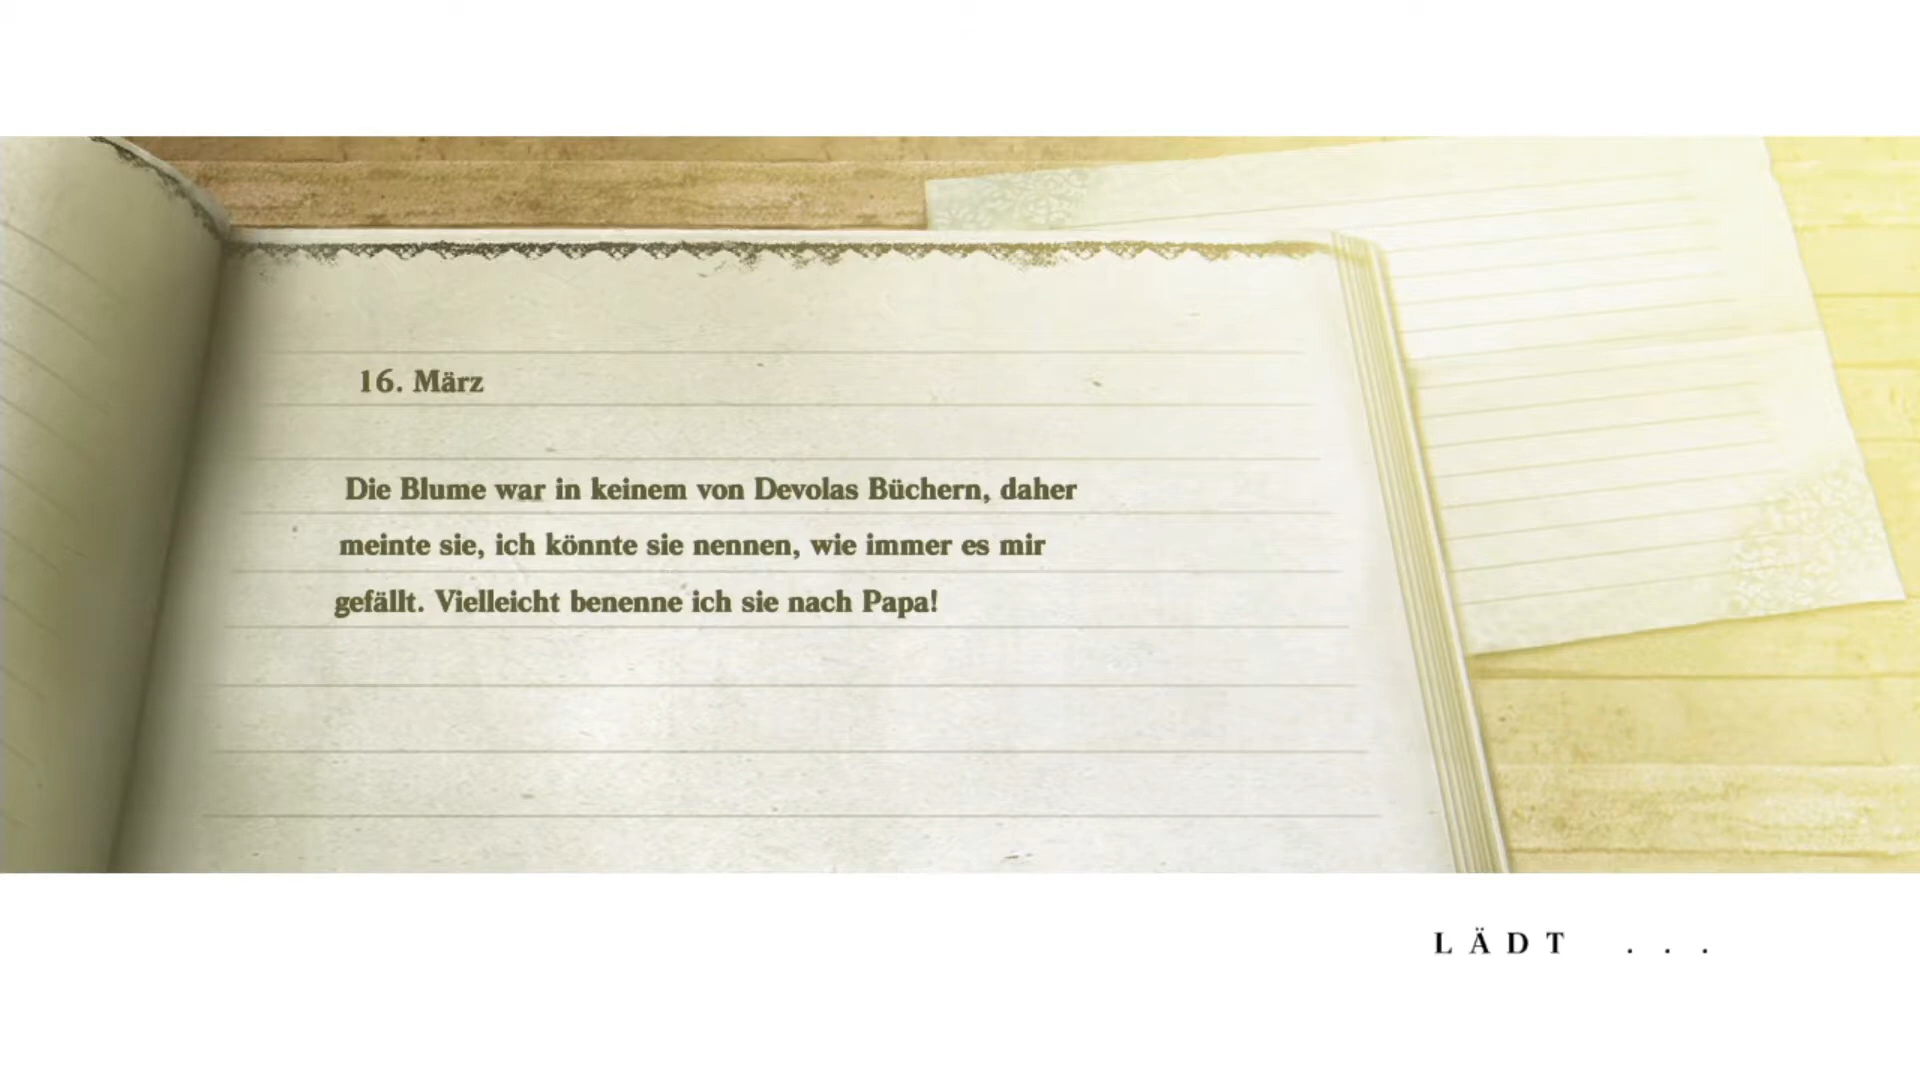 16. März
Die Blume war in keinem von Devolas Büchern, daher
meinte sie, ich könnte sie nennen, wie immer es mir
gefällt. Vielleicht benenne ich sie nach Papa!
LÄDT ...